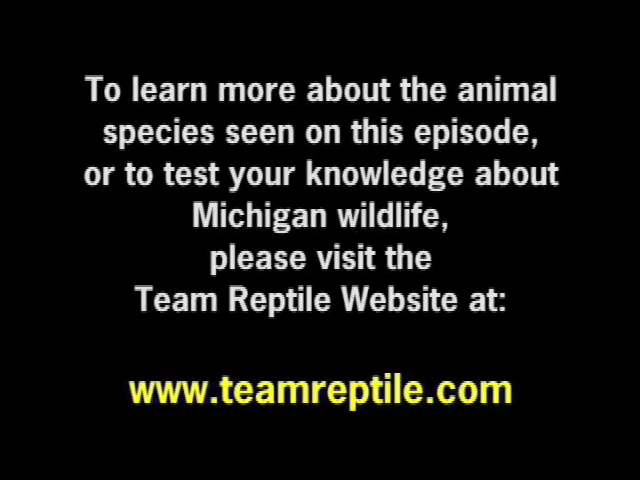 To learn more about the animal
species seen on this episode,
or to test your knowledge about
Michigan wildlife,
please visit the
Team Reptile Website at:
www.teamreptile.com